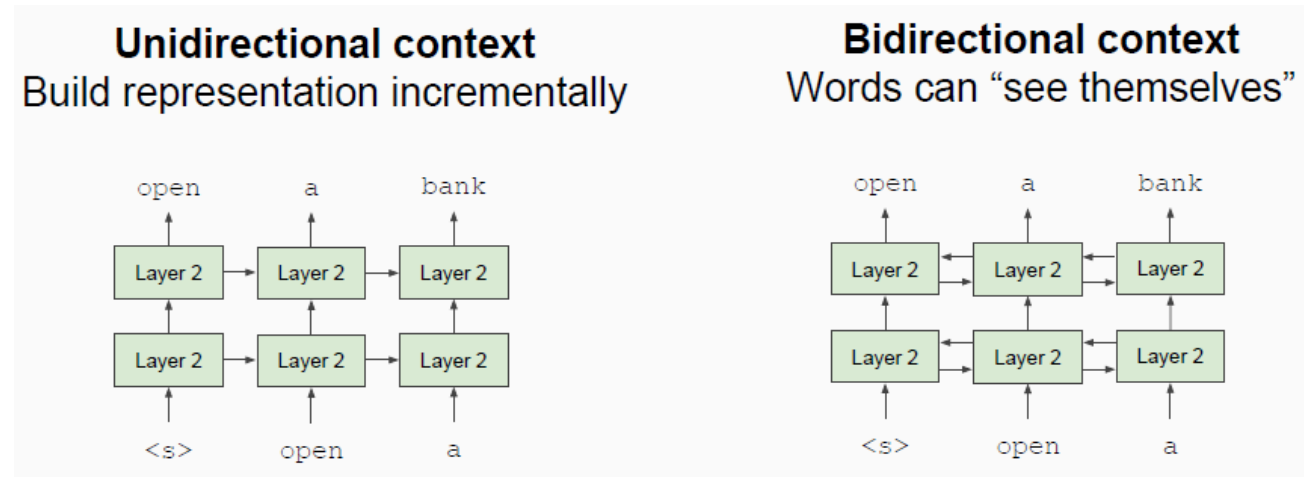 Unidirectional context
Build representation incrementally
open a bank
Layer 2 Layer 2 Layer 2
Layer 2 Layer 2 Layer 2
<s> open a
Bidirectional context
Words can “see themselves”
open a bank
Layer 2 Layer 2 Layer 2
Layer 2 Layer 2 Layer 2
<s> open a